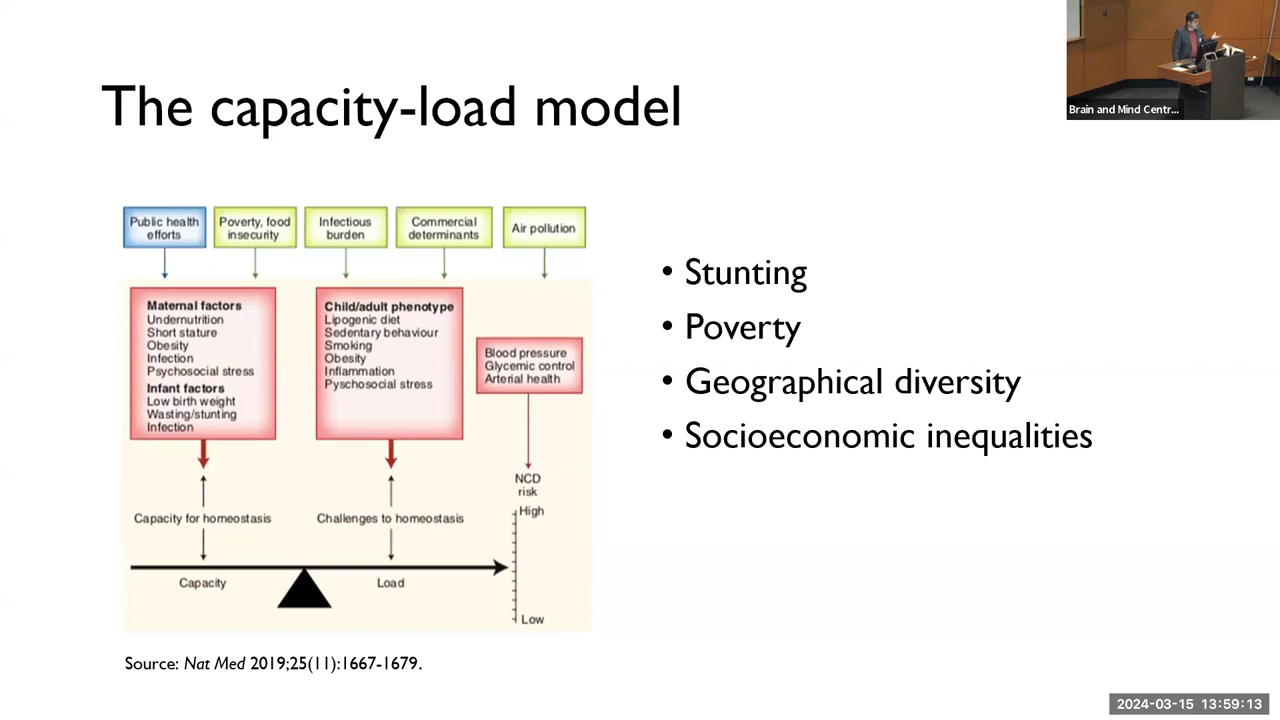 The capacity-load model
Brain and Mind Centr...
Public health
efforts
Poverty, food
insecurity
Infectious
burden
Commercial
determinants
Air pollution
Maternal factors
Undernutrition
Short stature
Obesity
Infection
Psychosocial stress
Infant factors
Low birth weight
Wasting/stunting
Infection
Child/adult phenotype
Lipogenic diet
Sedentary behaviour
Smoking
Obesity
Inflammation
Pyschosocial stress
Blood pressure
Glycemic control
Arterial health
NCD
risk
High
Low
Capacity for homeostasis
Challenges to homeostasis
Capacity
Load
• Stunting
• Poverty
• Geographical diversity
• Socioeconomic inequalities
Source: Nat Med 2019;25(11):1667-1679.
2024-03-15 13:59:13